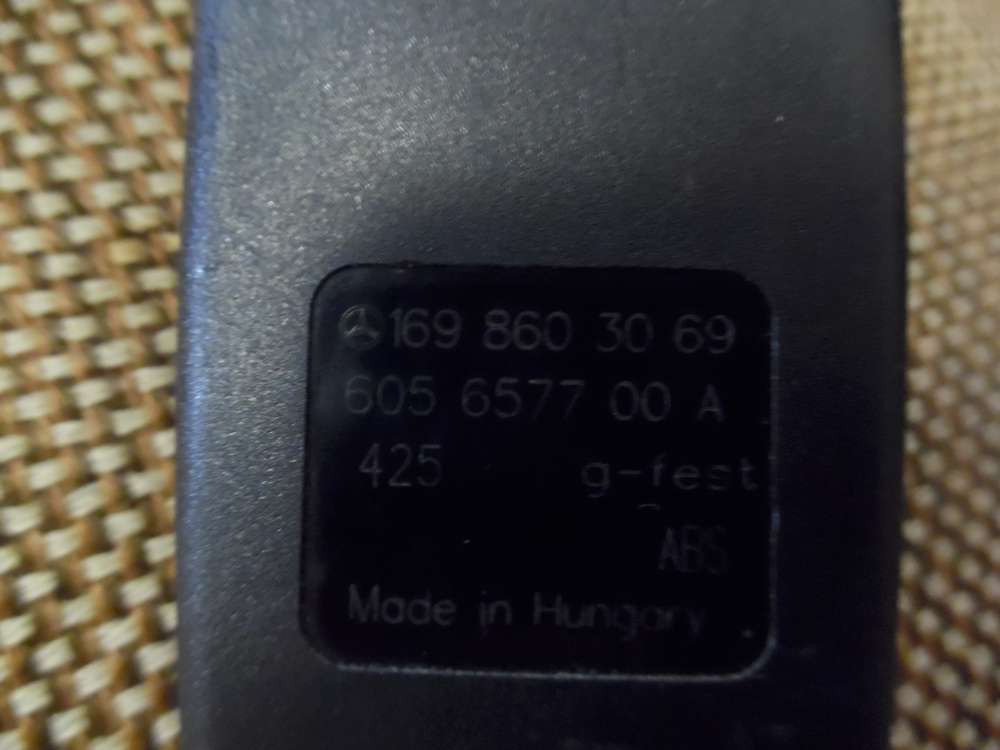 169 860 30 69
605 6577 00 A
425 g-fest
ABS
Made in Hungary